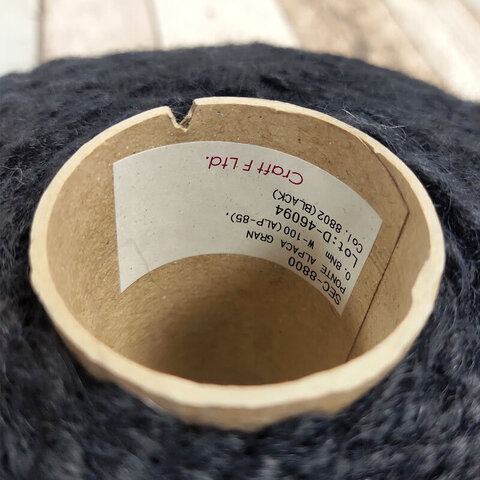 SEC-8800
PONTE ALPACA GRAN
0.8Nm W-100(ALP-85).
Lot:D-46094
Col.8802(BLACK)
Craft F Ltd.